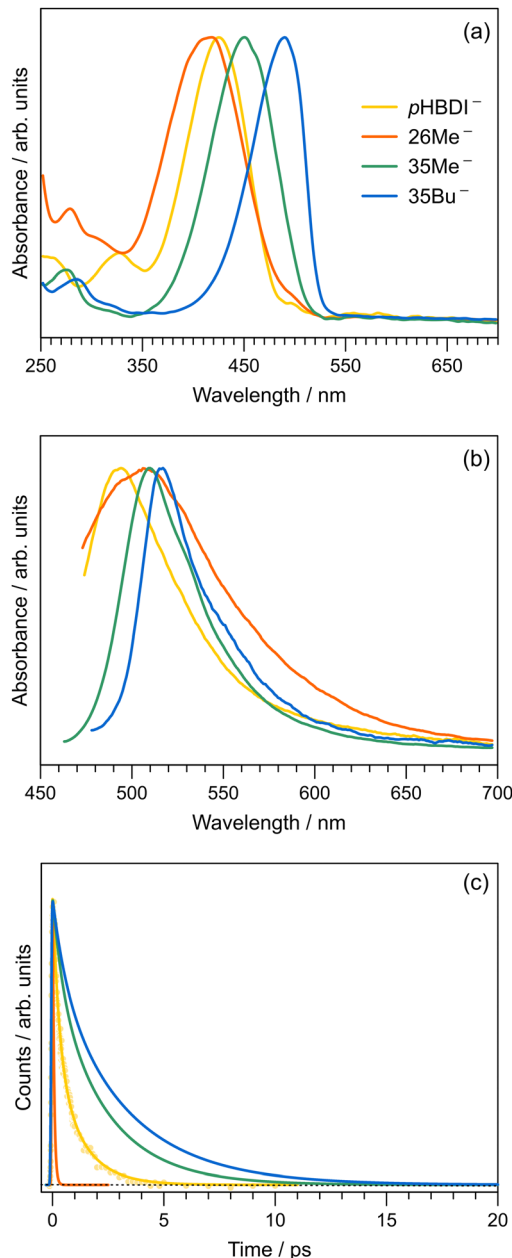 (a)
pHBDI⁻
26Me⁻
35Me⁻
35Bu⁻
Absorbance / arb. units
250 350 450 550 650
Wavelength / nm
(b)
Absorbance / arb. units
450 500 550 600 650 700
Wavelength / nm
(c)
Counts / arb. units
0 5 10 15 20
Time / ps